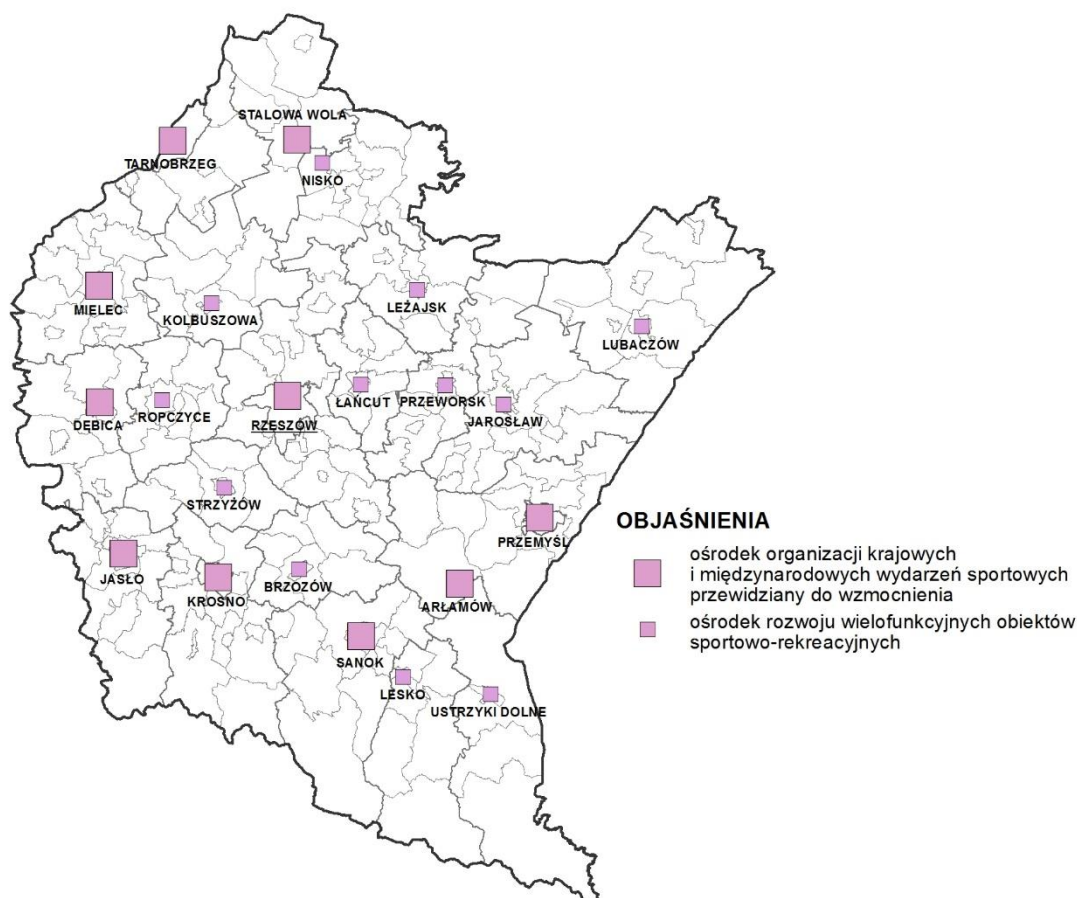 STALOWA WOLA
TARNOBRZEG
NISKO
MIELEC
KOLBUSZOWA
LEŻAJSK
LUBACZÓW
DĘBICA
ROPCZYCE
RZESZÓW
ŁAŃCUT
PRZEWORSK
JAROSŁAW
STRZYŻÓW
PRZEMYŚL
JASŁO
KROSNO
BRZOZÓW
ARŁAMÓW
SANOK
LESKO
USTRZYKI DOLNE
OBJAŚNIENIA
ośrodek organizacji krajowych
i międzynarodowych wydarzeń sportowych
przewidziany do wzmocnienia
ośrodek rozwoju wielofunkcyjnych obiektów
sportowo-rekreacyjnych